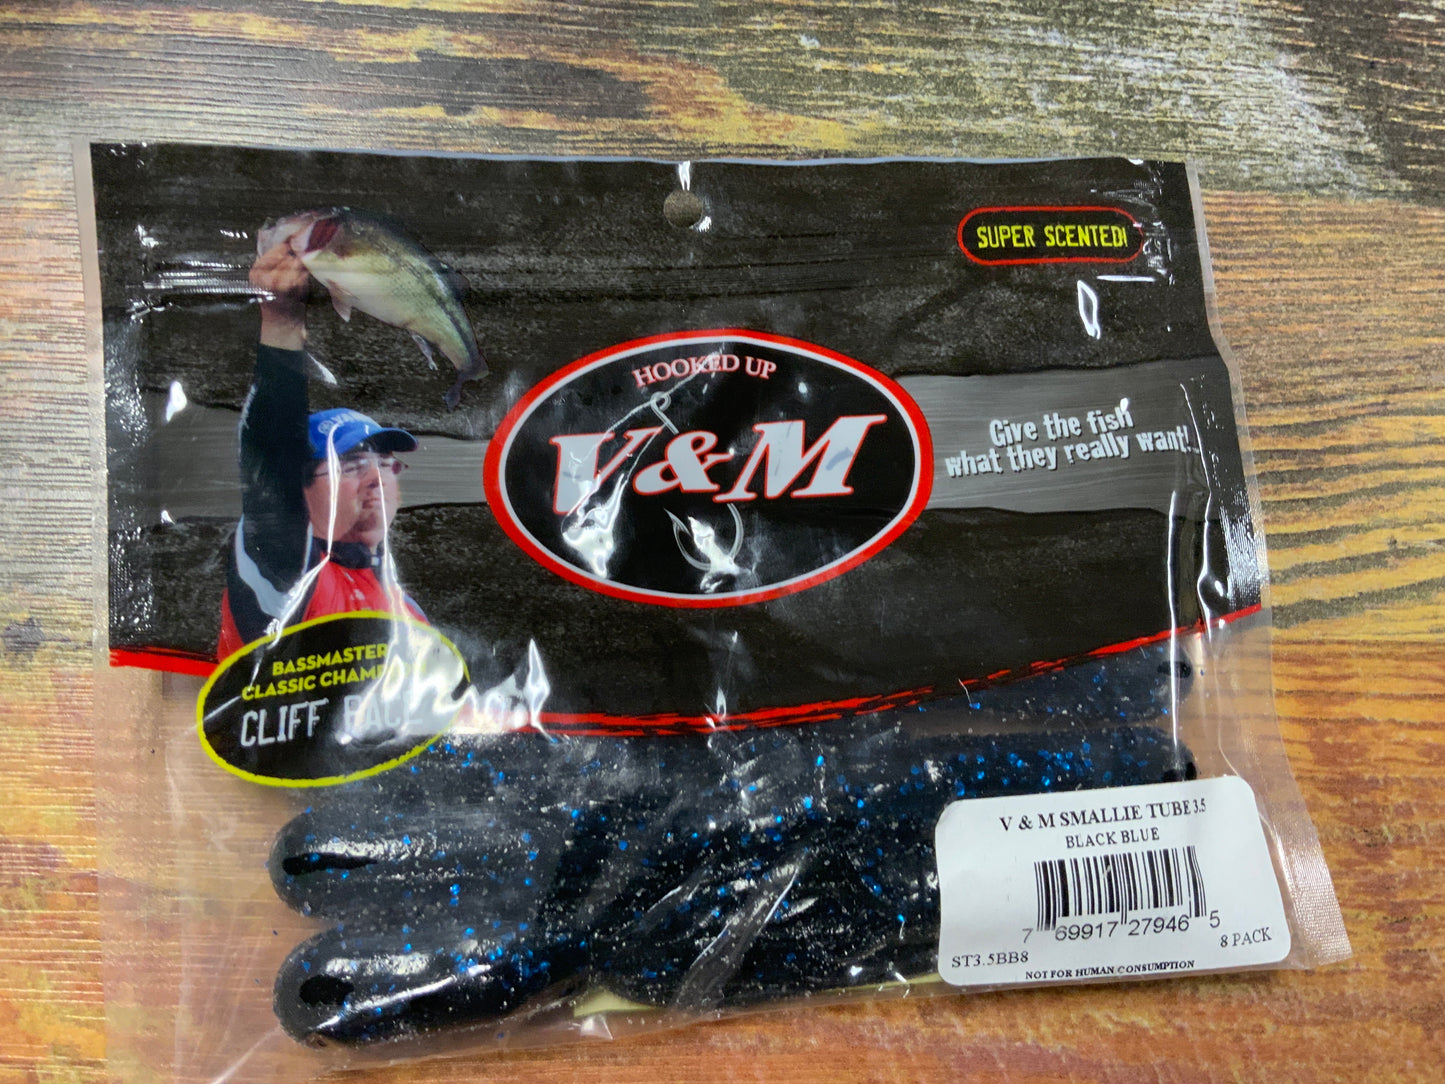 SUPER SCENTED!
HOOKED UP
V&M
Give the fish
what they really want!
BASSMASTER
CLASSIC
CLIFF PACE
V & M SMALLIE TUBE 3.5
BLACK BLUE
7 69917 27946 5
8 PACK
ST3.5BB8
NOT FOR HUMAN CONSUMPTION